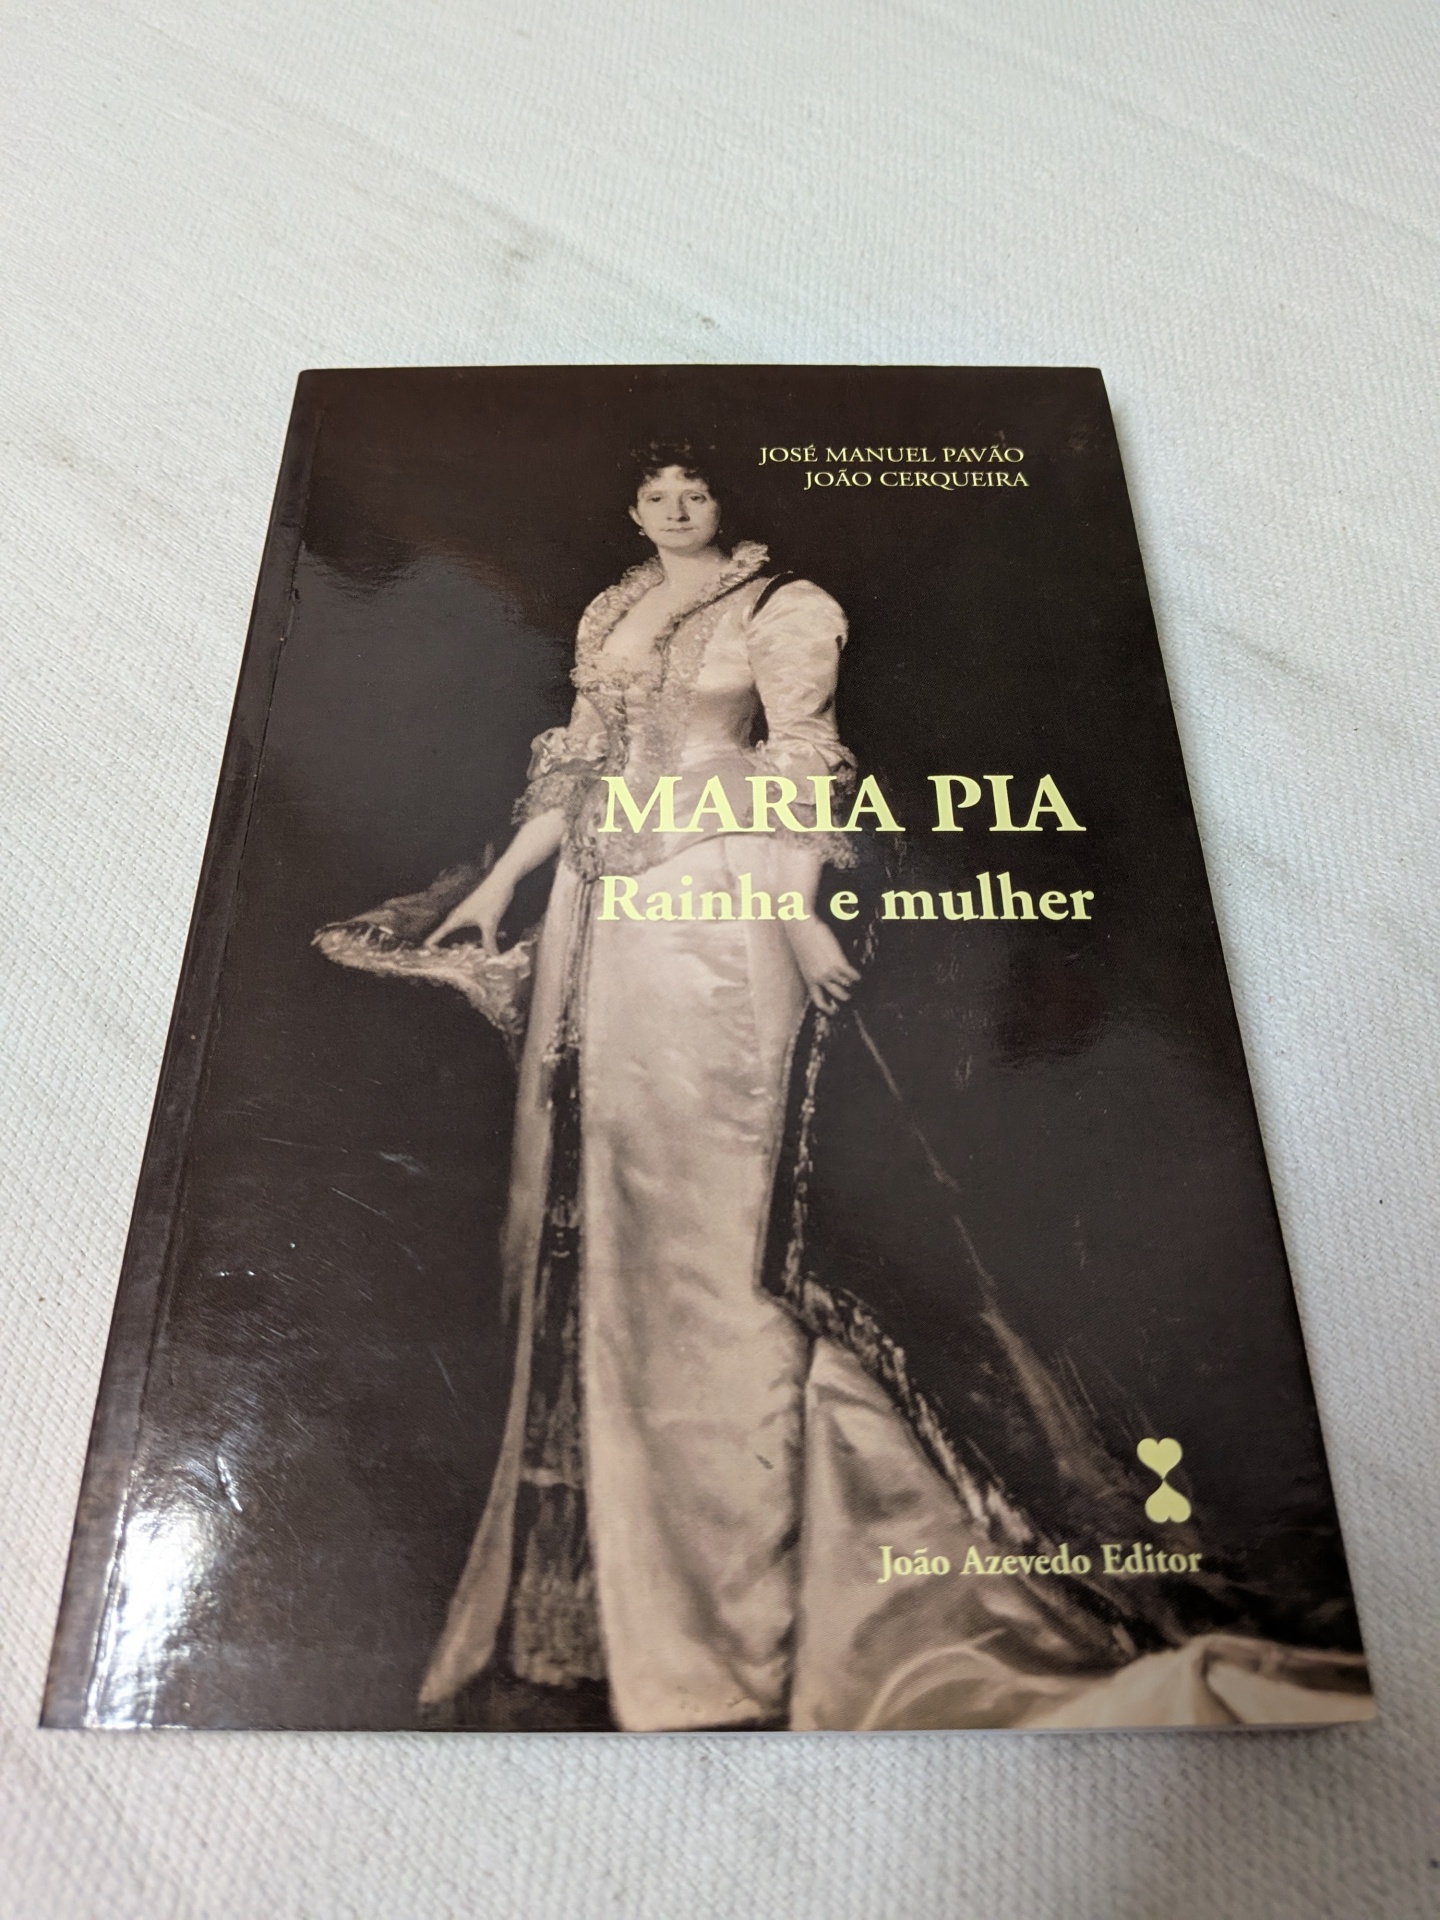 JOSÉ MANUEL PAVÃO
JOÃO CERQUEIRA
MARIA PIA
Rainha e mulher
João Azevedo Editor